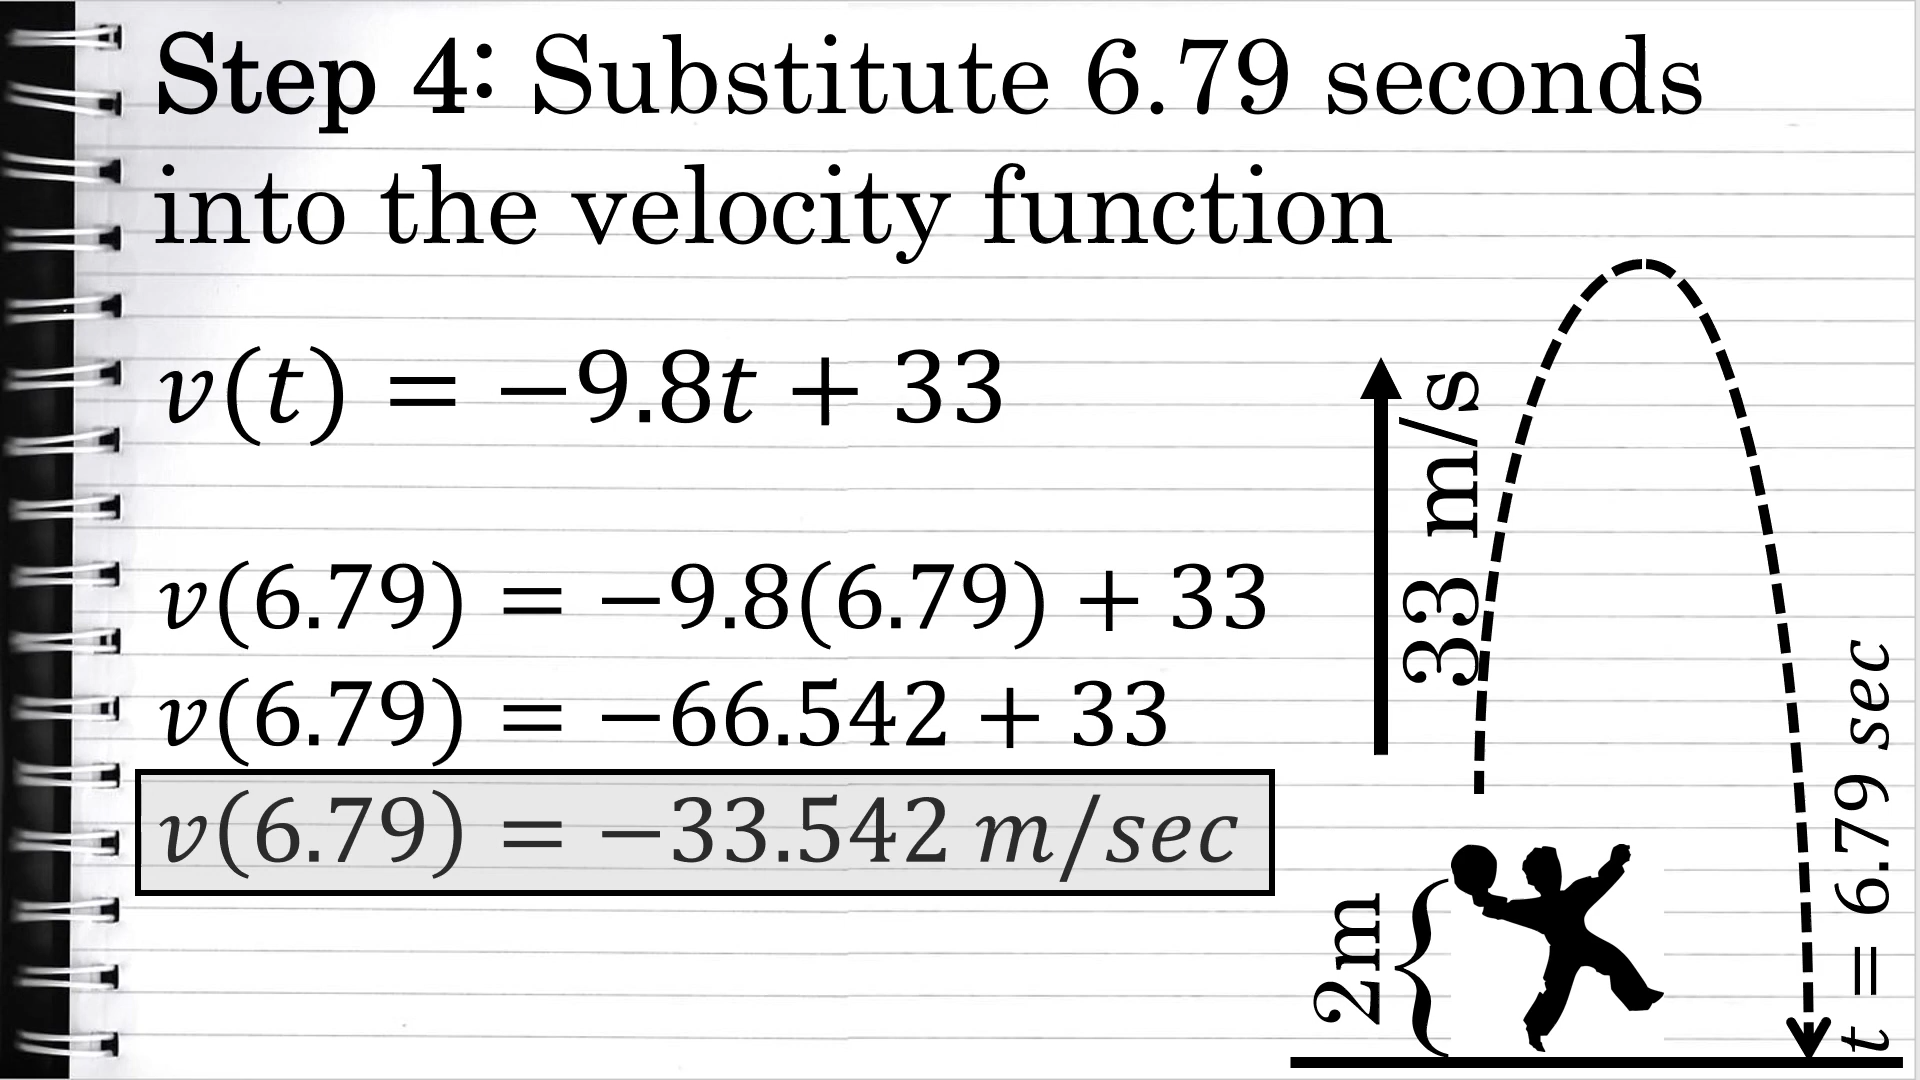 Step 4: Substitute 6.79 seconds
into the velocity function
v(t) = −9.8t + 33
v(6.79) = −9.8(6.79) + 33
v(6.79) = −66.542 + 33
v(6.79) = −33.542 m/sec
33 m/s
2m
t = 6.79 sec